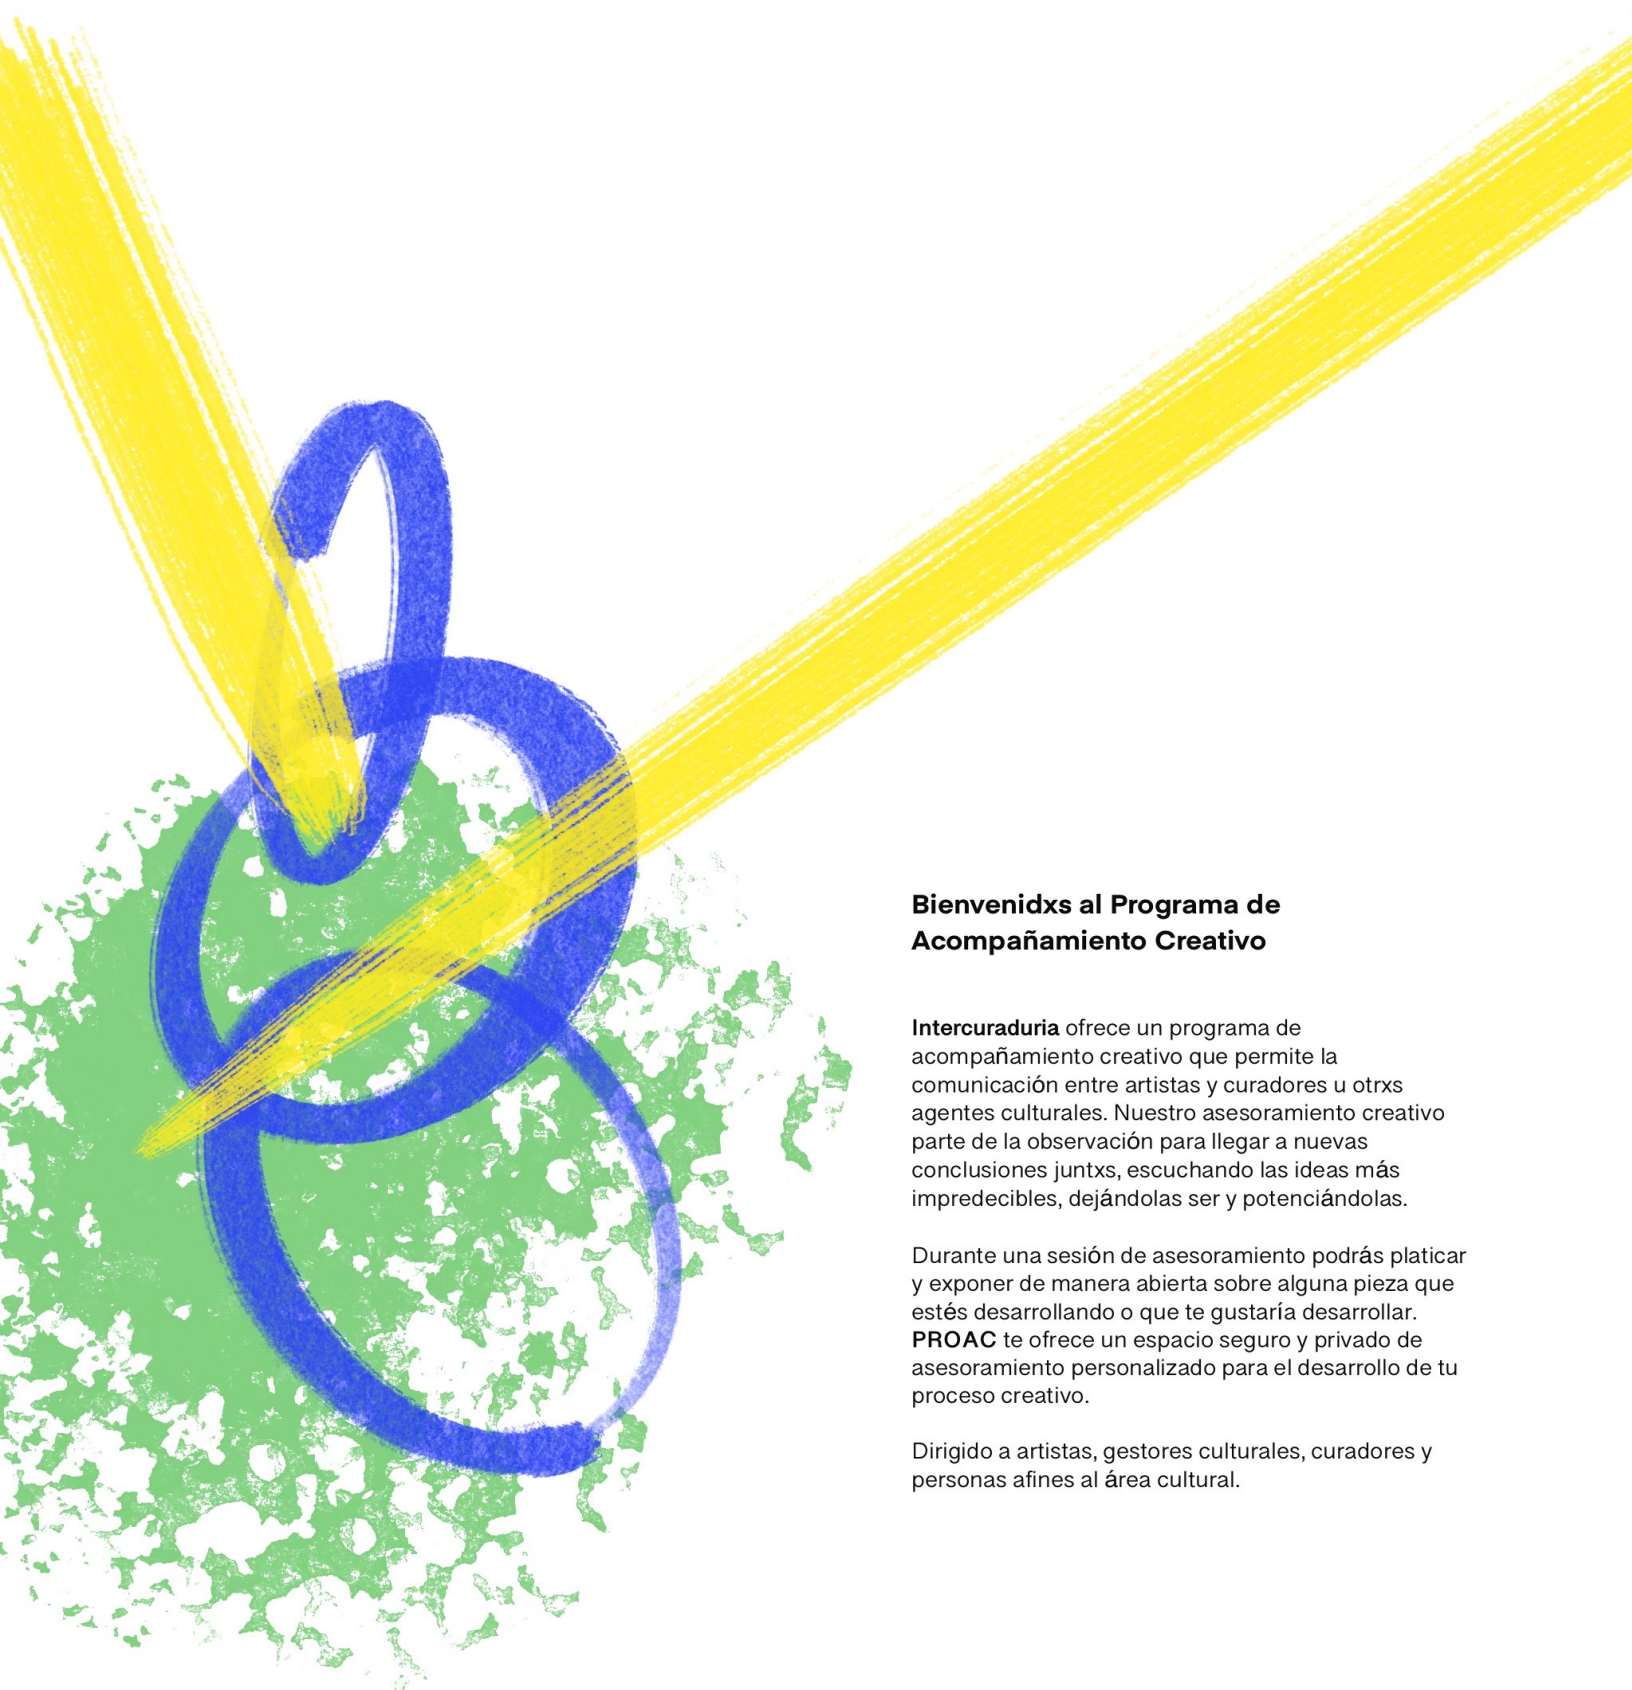 Bienvenidxs al Programa de
Acompañamiento Creativo
Intercuraduria ofrece un programa de
acompañamiento creativo que permite la
comunicación entre artistas y curadores u otrxs
agentes culturales. Nuestro asesoramiento creativo
parte de la observación para llegar a nuevas
conclusiones juntxs, escuchando las ideas más
impredecibles, dejándolas ser y potenciándolas.
Durante una sesión de asesoramiento podrás platicar
y exponer de manera abierta sobre alguna pieza que
estés desarrollando o que te gustaría desarrollar.
PROAC te ofrece un espacio seguro y privado de
asesoramiento personalizado para el desarrollo de tu
proceso creativo.
Dirigido a artistas, gestores culturales, curadores y
personas afines al área cultural.